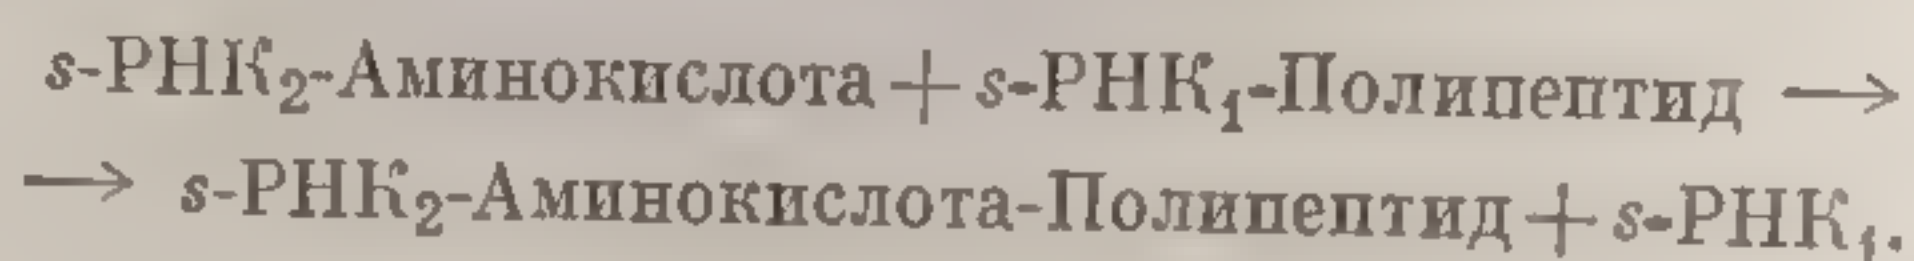 s-РНК₂-Аминокислота + s-РНК₁-Полипептид →
→ s-РНК₂-Аминокислота-Полипептид + s-РНК₁.